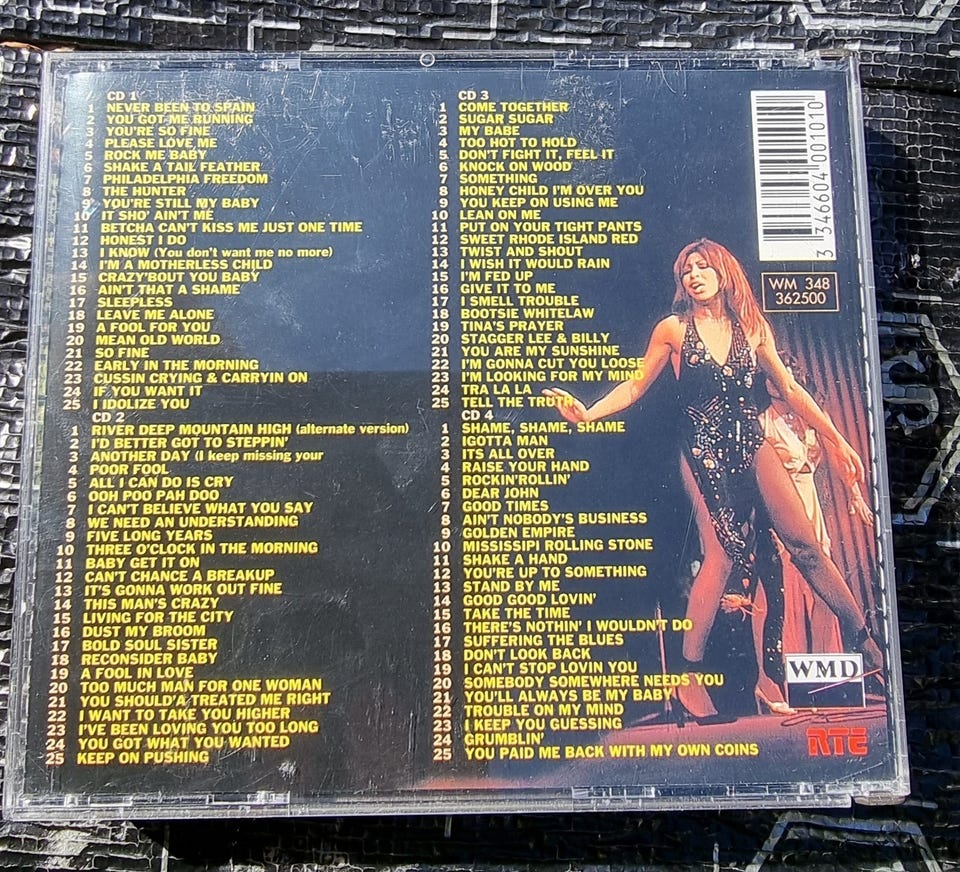 CD 1
1 NEVER BEEN TO SPAIN
2 YOU GOT ME RUNNING
3 YOU'RE SO FINE
4 PLEASE LOVE ME
5 ROCK ME BABY
6 SHAKE A TAIL FEATHER
7 PHILADELPHIA FREEDOM
8 THE HUNTER
9 YOU'RE STILL MY BABY
10 IT SHO' AIN'T ME
11 BETCHA CAN'T KISS ME JUST ONE TIME
12 HONEST I DO
13 I KNOW (You don't want me no more)
14 I'M A MOTHERLESS CHILD
15 CRAZY'BOUT YOU BABY
16 AIN'T THAT A SHAME
17 SLEEPLESS
18 LEAVE ME ALONE
19 A FOOL FOR YOU
20 MEAN OLD WORLD
21 SO FINE
22 EARLY IN THE MORNING
23 CUSSIN CRYING & CARRYIN ON
24 IF YOU WANT IT
25 I IDOLIZE YOU
CD 2
1 RIVER DEEP MOUNTAIN HIGH (alternate version)
2 I'D BETTER GOT TO STEPPIN'
3 ANOTHER DAY (I keep missing your
4 POOR FOOL
5 ALL I CAN DO IS CRY
6 OOH POO PAH DOO
7 I CAN'T BELIEVE WHAT YOU SAY
8 WE NEED AN UNDERSTANDING
9 FIVE LONG YEARS
10 THREE O'CLOCK IN THE MORNING
11 BABY GET IT ON
12 CAN'T CHANCE A BREAKUP
13 IT'S GONNA WORK OUT FINE
14 THIS MAN'S CRAZY
15 LIVING FOR THE CITY
16 DUST MY BROOM
17 BOLD SOUL SISTER
18 RECONSIDER BABY
19 A FOOL IN LOVE
20 TOO MUCH MAN FOR ONE WOMAN
21 YOU SHOULD'A TREATED ME RIGHT
22 I WANT TO TAKE YOU HIGHER
23 I'VE BEEN LOVING YOU TOO LONG
24 YOU GOT WHAT YOU WANTED
25 KEEP ON PUSHING
CD 3
1 COME TOGETHER
2 SUGAR SUGAR
3 MY BABE
4 TOO HOT TO HOLD
5 DON'T FIGHT IT, FEEL IT
6 KNOCK ON WOOD
7 SOMETHING
8 HONEY CHILD I'M OVER YOU
9 YOU KEEP ON USING ME
10 LEAN ON ME
11 PUT ON YOUR TIGHT PANTS
12 SWEET RHODE ISLAND RED
13 TWIST AND SHOUT
14 I WISH IT WOULD RAIN
15 I'M FED UP
16 GIVE IT TO ME
17 I SMELL TROUBLE
18 BOOTSIE WHITELAW
19 TINA'S PRAYER
20 STAGGER LEE & BILLY
21 YOU ARE MY SUNSHINE
22 I'M GONNA CUT YOU LOOSE
23 I'M LOOKING FOR MY MIND
24 TRA LA LA
25 TELL THE TRUTH
CD 4
1 SHAME, SHAME, SHAME
2 IGOTTA MAN
3 ITS ALL OVER
4 RAISE YOUR HAND
5 ROCKIN'ROLLIN'
6 DEAR JOHN
7 GOOD TIMES
8 AIN'T NOBODY'S BUSINESS
9 GOLDEN EMPIRE
10 MISSISSIPI ROLLING STONE
11 SHAKE A HAND
12 YOU'RE UP TO SOMETHING
13 STAND BY ME
14 GOOD GOOD LOVIN'
15 TAKE THE TIME
16 THERE'S NOTHIN' I WOULDN'T DO
17 SUFFERING THE BLUES
18 DON'T LOOK BACK
19 I CAN'T STOP LOVIN YOU
20 SOMEBODY SOMEWHERE NEEDS YOU
21 YOU'LL ALWAYS BE MY BABY
22 TROUBLE ON MY MIND
23 I KEEP YOU GUESSING
24 GRUMBLIN'
25 YOU PAID ME BACK WITH MY OWN COINS
3 346604 001010
WM 348
362500
WMD
RTE